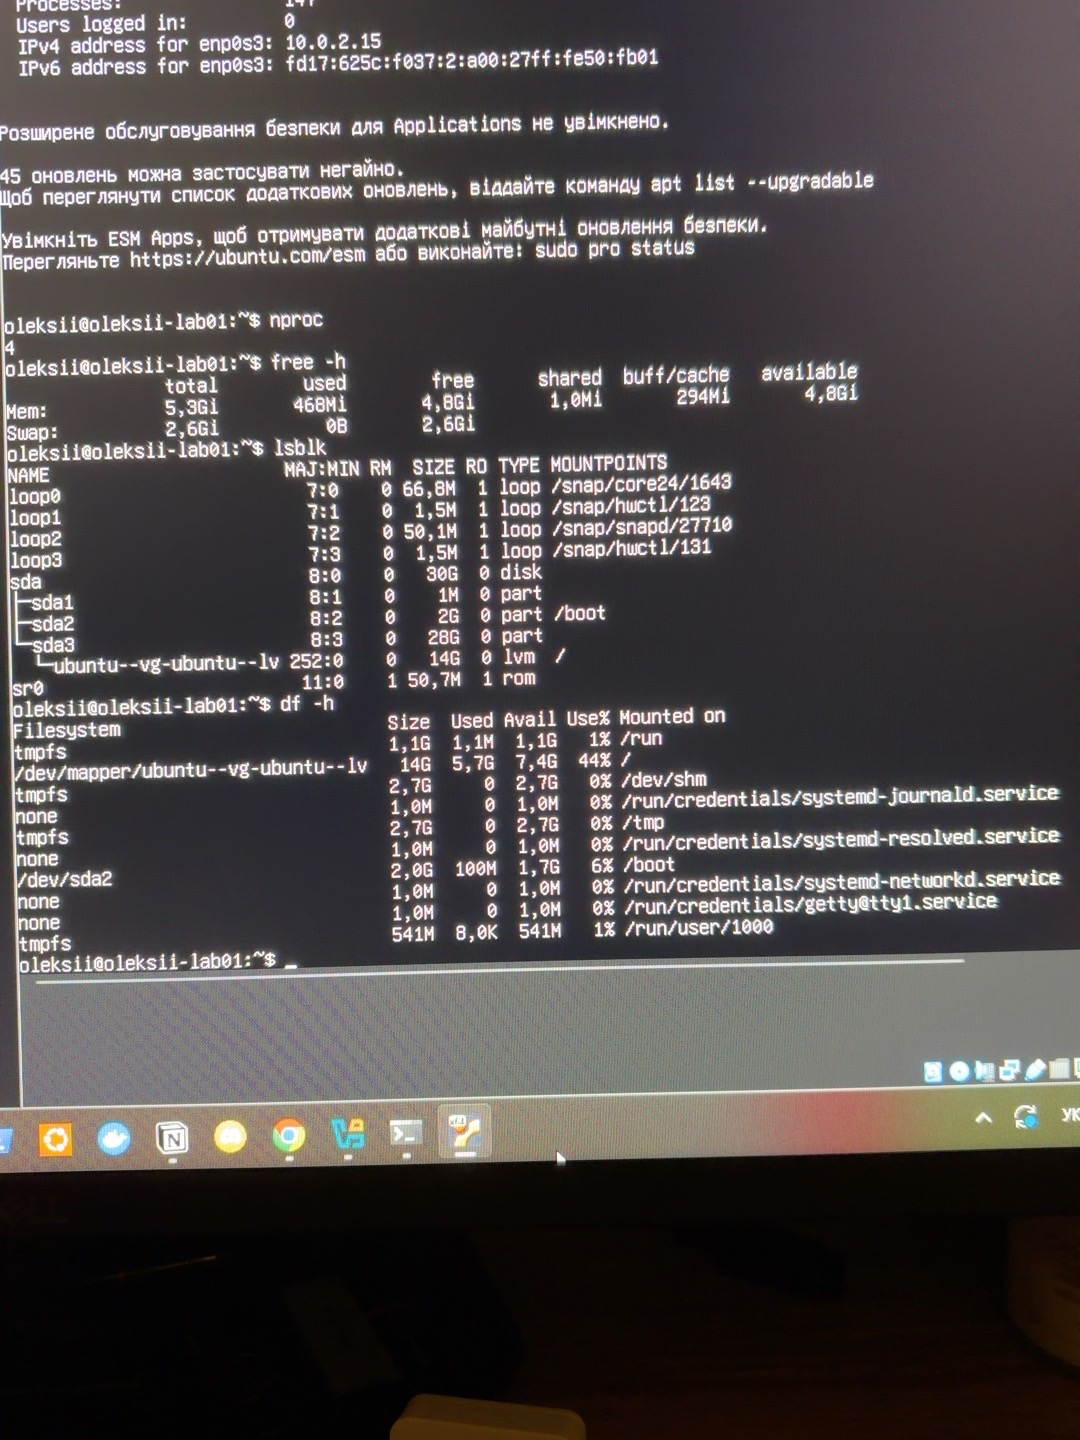 Processes: 147
Users logged in: 0
IPv4 address for enp0s3: 10.0.2.15
IPv6 address for enp0s3: fd17:625c:f037:2:a00:27ff:fe50:fb01
Розширене обслуговування безпеки для Applications не увімкнено.
45 оновлень можна застосувати негайно.
Щоб переглянути список додаткових оновлень, віддайте команду apt list --upgradable
Увімкніть ESM Apps, щоб отримувати додаткові майбутні оновлення безпеки.
Перегляньте https://ubuntu.com/esm або виконайте: sudo pro status
oleksii@oleksii-lab01:~$ nproc
4
oleksii@oleksii-lab01:~$ free -h
total used free shared buff/cache available
Mem: 5,3Gi 468Mi 4,8Gi 1,0Mi 294Mi 4,8Gi
Swap: 2,6Gi 0B 2,6Gi
oleksii@oleksii-lab01:~$ lsblk
NAME MAJ:MIN RM SIZE RO TYPE MOUNTPOINTS
loop0 7:0 0 66,8M 1 loop /snap/core24/1643
loop1 7:1 0 1,5M 1 loop /snap/hwctl/123
loop2 7:2 0 50,1M 1 loop /snap/snapd/27710
loop3 7:3 0 1,5M 1 loop /snap/hwctl/131
sda 8:0 0 30G 0 disk
├─sda1 8:1 0 1M 0 part
├─sda2 8:2 0 2G 0 part /boot
└─sda3 8:3 0 28G 0 part
└─ubuntu--vg-ubuntu--lv 252:0 0 14G 0 lvm /
sr0 11:0 1 50,7M 1 rom
oleksii@oleksii-lab01:~$ df -h
Filesystem Size Used Avail Use% Mounted on
tmpfs 1,1G 1,1M 1,1G 1% /run
/dev/mapper/ubuntu--vg-ubuntu--lv 14G 5,7G 7,4G 44% /
tmpfs 2,7G 0 2,7G 0% /dev/shm
none 1,0M 0 1,0M 0% /run/credentials/systemd-journald.service
tmpfs 2,7G 0 2,7G 0% /tmp
none 1,0M 0 1,0M 0% /run/credentials/systemd-resolved.service
/dev/sda2 2,0G 100M 1,7G 6% /boot
none 1,0M 0 1,0M 0% /run/credentials/systemd-networkd.service
none 1,0M 0 1,0M 0% /run/credentials/getty@tty1.service
tmpfs 541M 8,0K 541M 1% /run/user/1000
oleksii@oleksii-lab01:~$ _
УК